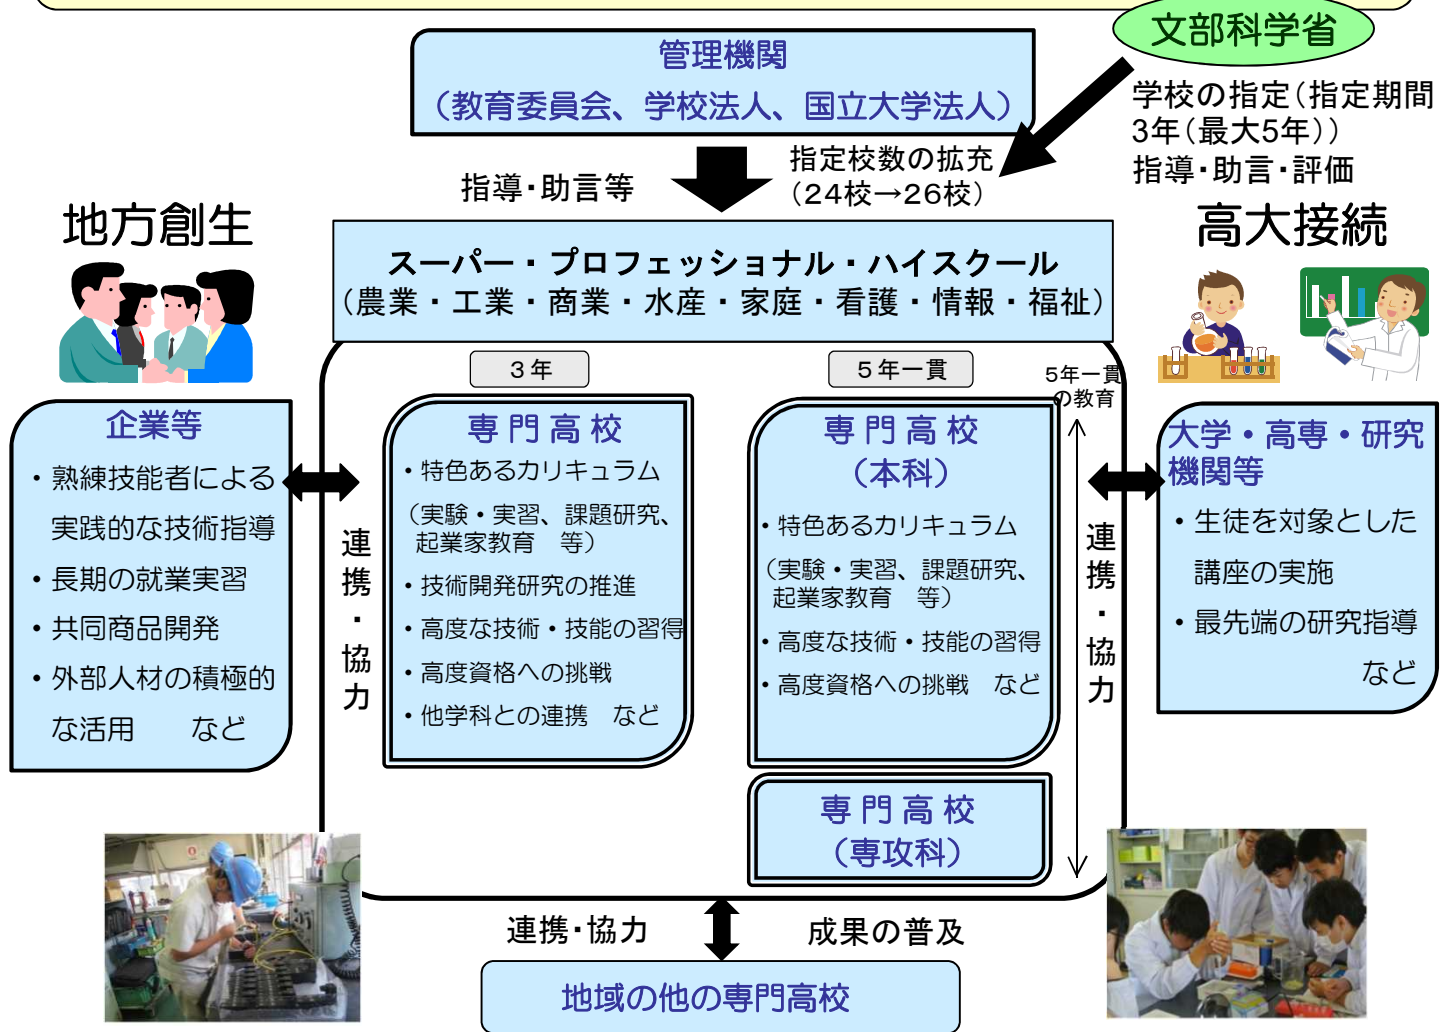 文部科学省
管理機関
（教育委員会、学校法人、国立大学法人）
学校の指定（指定期間
3年（最大5年））
指導・助言・評価
指定校数の拡充
（24校→26校）
指導・助言等
地方創生
高大接続
スーパー・プロフェッショナル・ハイスクール
（農業・工業・商業・水産・家庭・看護・情報・福祉）
企業等
・熟練技能者による
実践的な技術指導
・長期の就業実習
・共同商品開発
・外部人材の積極的
な活用　など
連携・協力
３年
専門高校
・特色あるカリキュラム
（実験・実習、課題研究、
起業家教育　等）
・技術開発研究の推進
・高度な技術・技能の習得
・高度資格への挑戦
・他学科との連携　など
５年一貫
専門高校
（本科）
・特色あるカリキュラム
（実験・実習、課題研究、
起業家教育　等）
・高度な技術・技能の習得
・高度資格への挑戦　など
専門高校
（専攻科）
５年一貫
の教育
連携・協力
大学・高専・研究
機関等
・生徒を対象とした
講座の実施
・最先端の研究指導
など
連携・協力
成果の普及
地域の他の専門高校